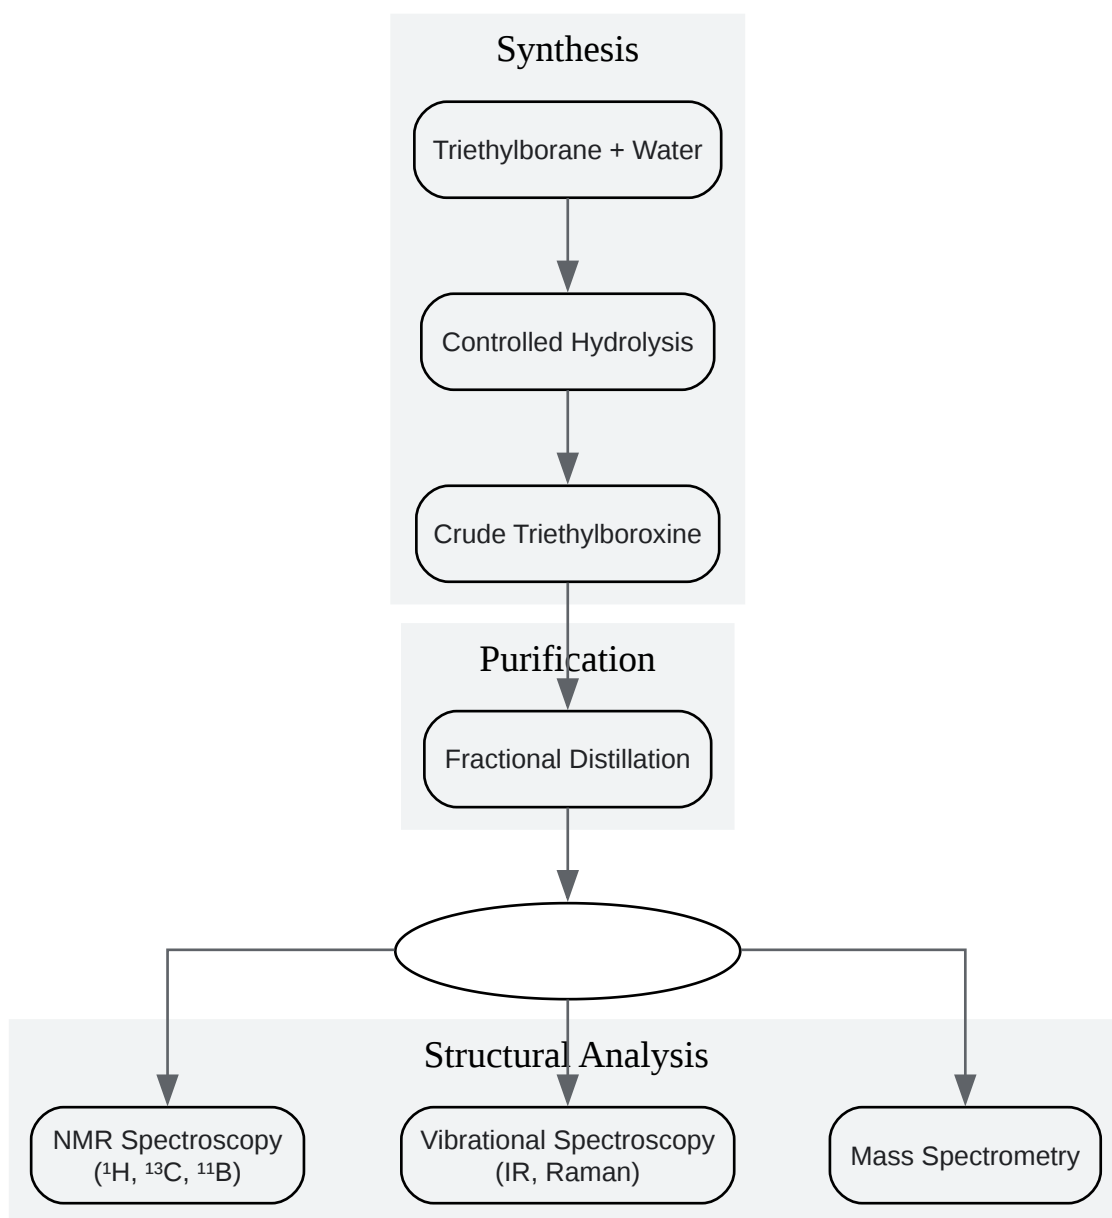 Synthesis
Triethylborane + Water
Controlled Hydrolysis
Crude Triethylboroxine
Purification
Fractional Distillation
Structural Analysis
NMR Spectroscopy
(¹H, ¹³C, ¹¹B)
Vibrational Spectroscopy
(IR, Raman)
Mass Spectrometry